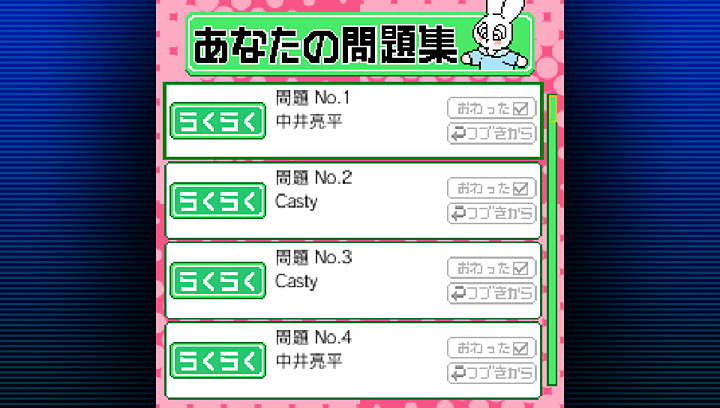 あなたの問題集
らくらく
問題 No.1
中井亮平
おわった
つづきから
らくらく
問題 No.2
Casty
おわった
つづきから
らくらく
問題 No.3
Casty
おわった
つづきから
らくらく
問題 No.4
中井亮平
おわった
つづきから